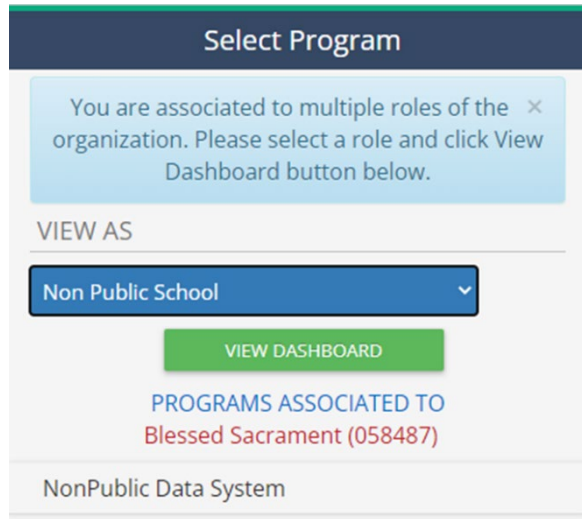 Select Program
You are associated to multiple roles of the ×
organization. Please select a role and click View
Dashboard button below.
VIEW AS
Non Public School
VIEW DASHBOARD
PROGRAMS ASSOCIATED TO
Blessed Sacrament (058487)
NonPublic Data System